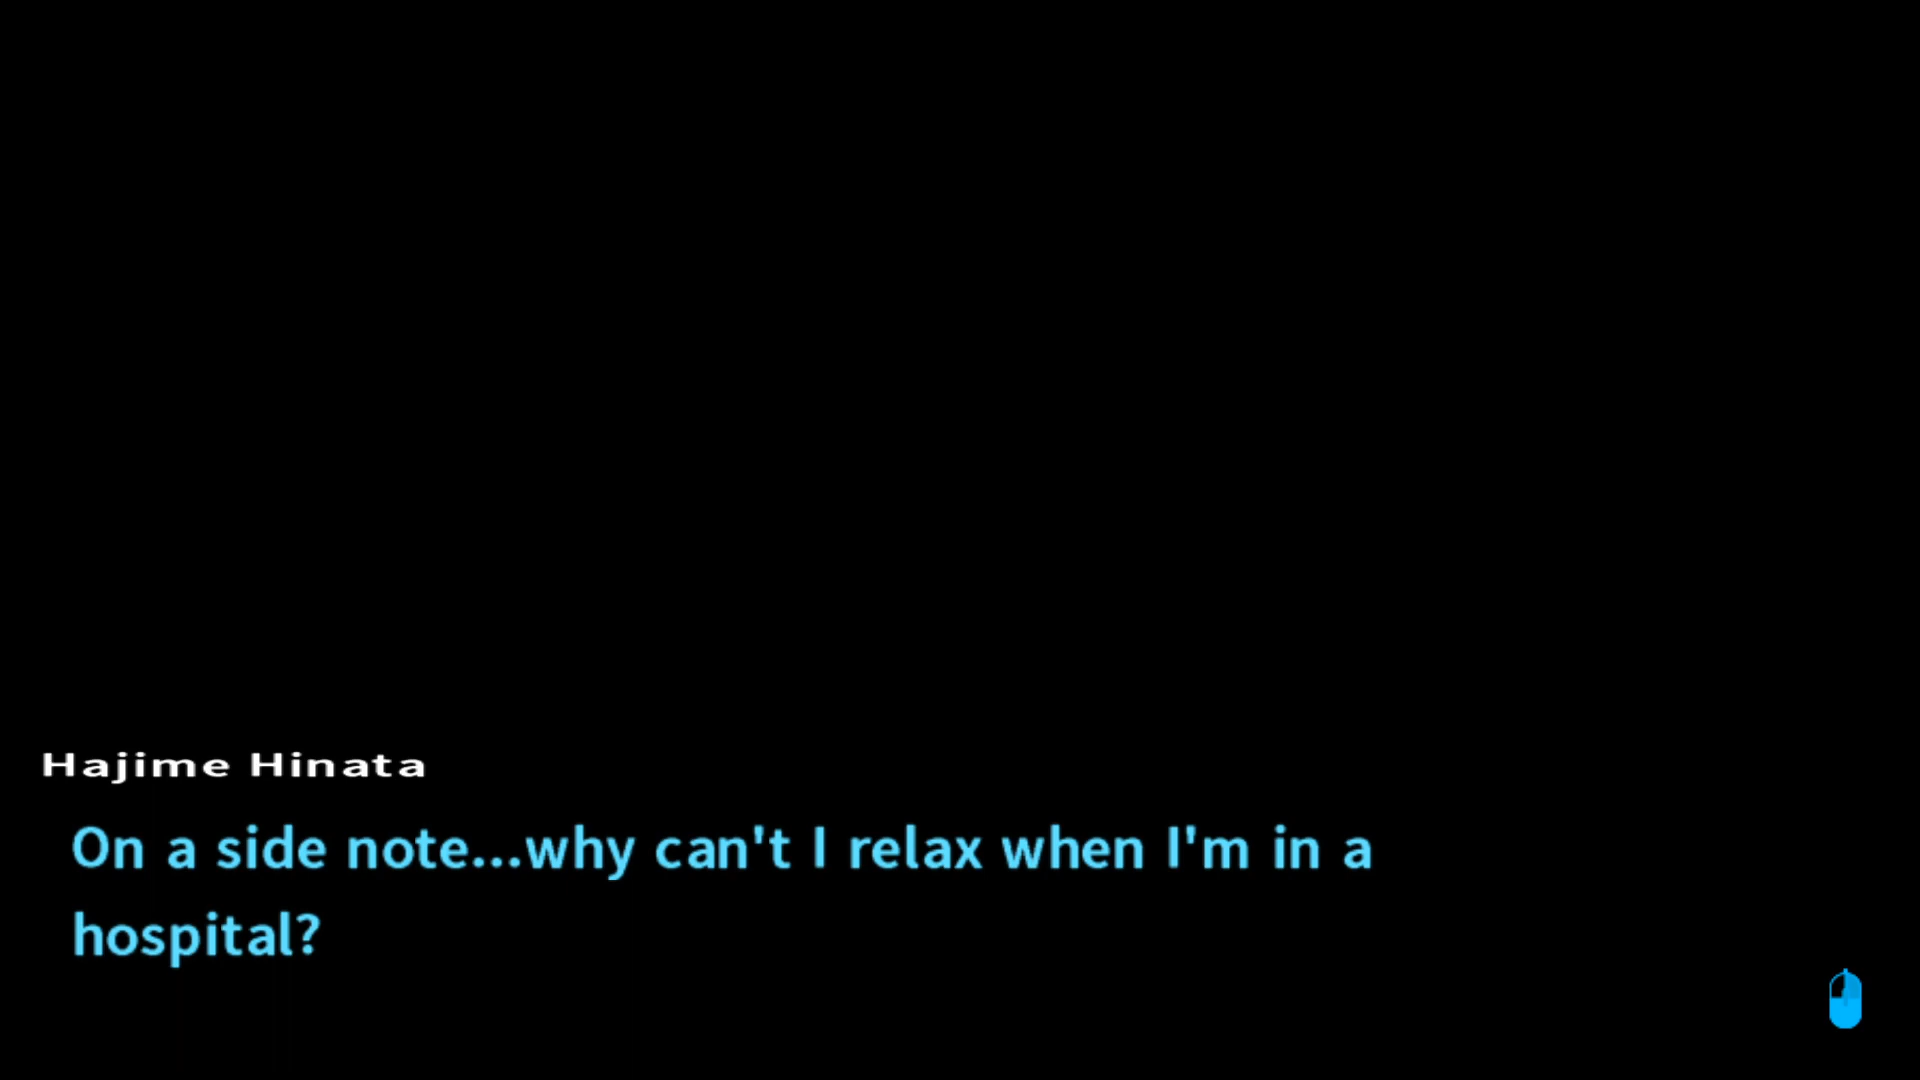 Hajime Hinata
On a side note...why can't I relax when I'm in a
hospital?